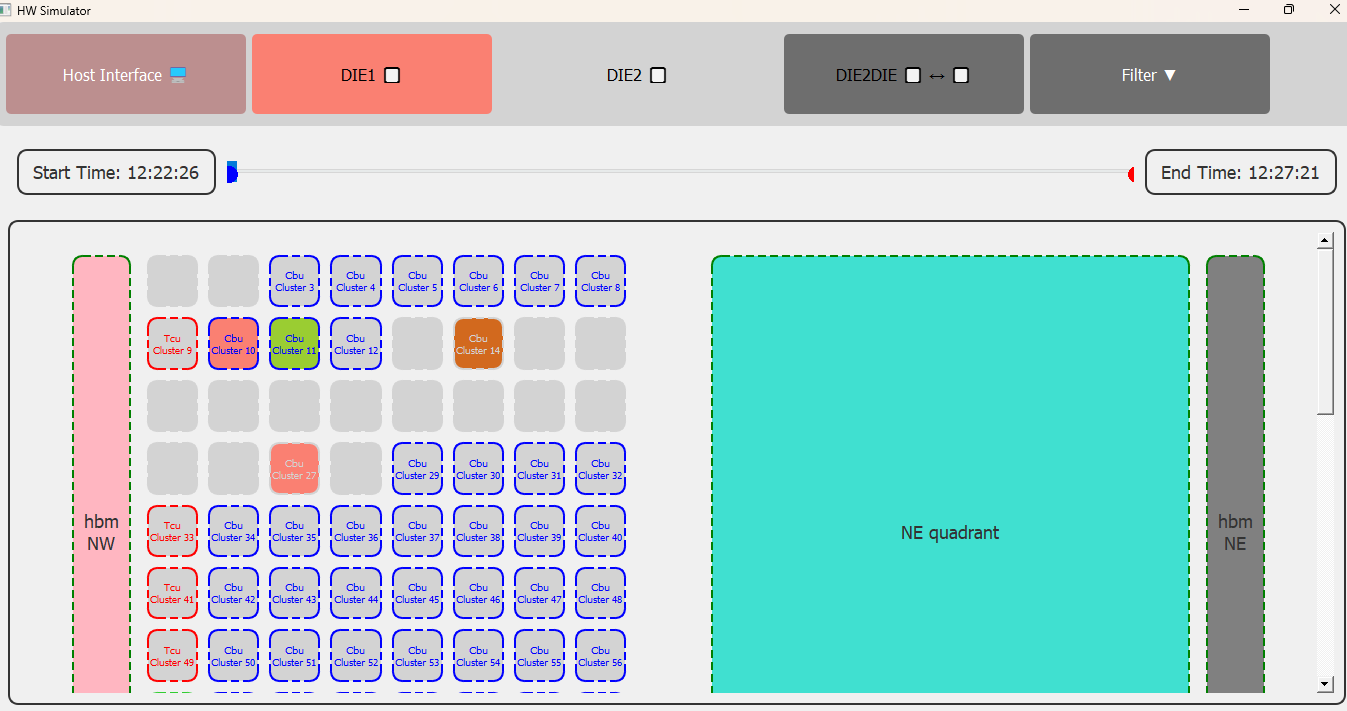 HW Simulator
Host Interface
DIE1
DIE2
DIE2DIE ↔
Filter ▼
Start Time: 12:22:26
End Time: 12:27:21
hbm
NW
Cbu
Cluster 3
Cbu
Cluster 4
Cbu
Cluster 5
Cbu
Cluster 6
Cbu
Cluster 7
Cbu
Cluster 8
Tcu
Cluster 9
Cbu
Cluster 10
Cbu
Cluster 11
Cbu
Cluster 12
Cbu
Cluster 14
Cbu
Cluster 27
Cbu
Cluster 29
Cbu
Cluster 30
Cbu
Cluster 31
Cbu
Cluster 32
Tcu
Cluster 33
Cbu
Cluster 34
Cbu
Cluster 35
Cbu
Cluster 36
Cbu
Cluster 37
Cbu
Cluster 38
Cbu
Cluster 39
Cbu
Cluster 40
Tcu
Cluster 41
Cbu
Cluster 42
Cbu
Cluster 43
Cbu
Cluster 44
Cbu
Cluster 45
Cbu
Cluster 46
Cbu
Cluster 47
Cbu
Cluster 48
Tcu
Cluster 49
Cbu
Cluster 50
Cbu
Cluster 51
Cbu
Cluster 52
Cbu
Cluster 53
Cbu
Cluster 54
Cbu
Cluster 55
Cbu
Cluster 56
NE quadrant
hbm
NE